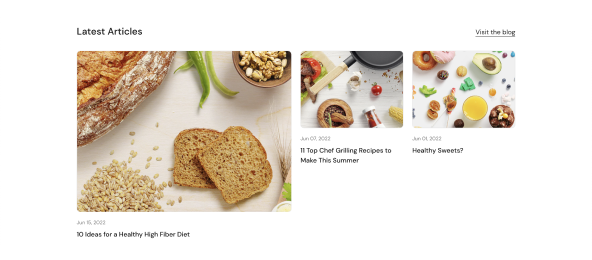 Latest Articles
Visit the blog
Jun 15, 2022
10 Ideas for a Healthy High Fiber Diet
Jun 07, 2022
11 Top Chef Grilling Recipes to
Make This Summer
Jun 01, 2022
Healthy Sweets?